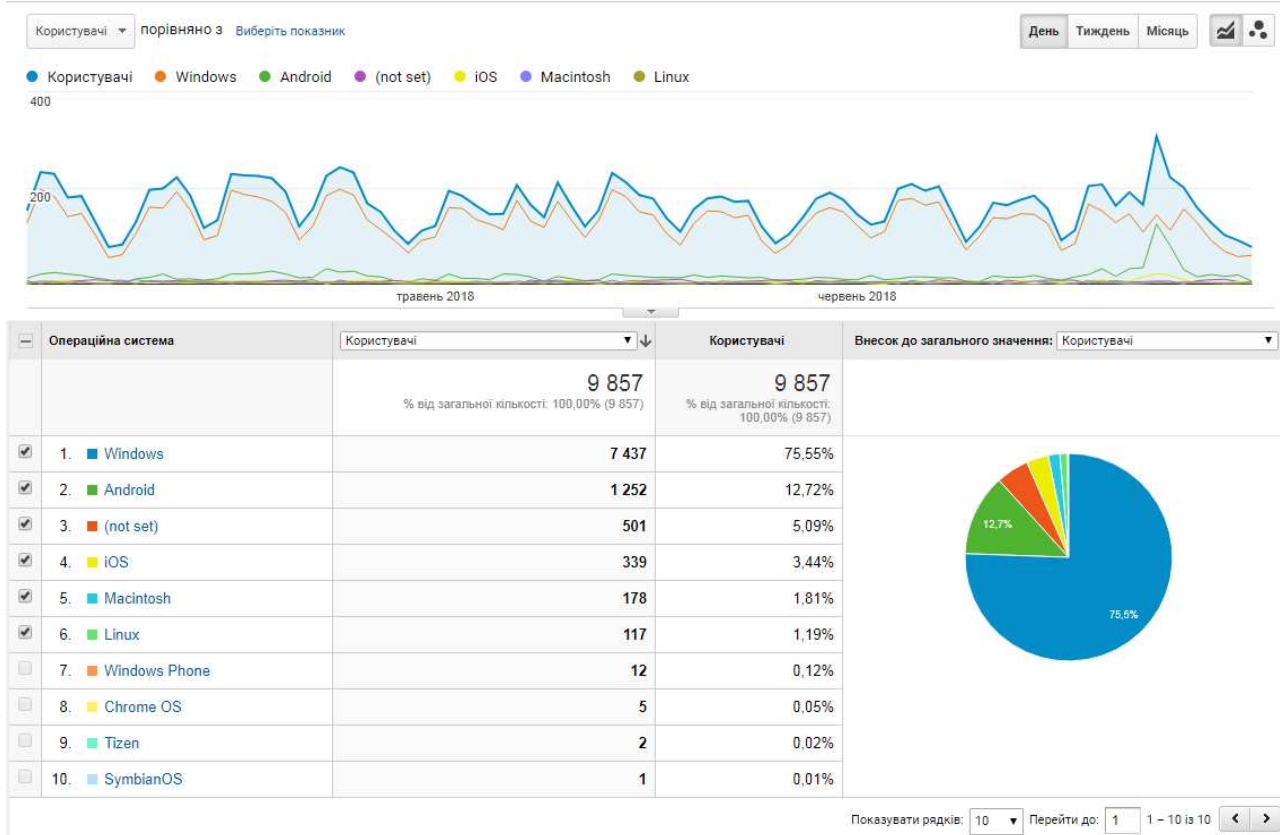 Користувачі порівняно з Виберіть показник День Тиждень Місяць
Користувачі Windows Android (not set) iOS Macintosh Linux
400
200
травень 2018 червень 2018
Операційна система Користувачі Користувачі Внесок до загального значення: Користувачі
9 857 9 857
% від загальної кількості: 100,00% (9 857) % від загальної кількості:
100,00% (9 857)
1. Windows 7 437 75,55%
2. Android 1 252 12,72%
3. (not set) 501 5,09%
4. iOS 339 3,44%
5. Macintosh 178 1,81%
6. Linux 117 1,19%
7. Windows Phone 12 0,12%
8. Chrome OS 5 0,05%
9. Tizen 2 0,02%
10. SymbianOS 1 0,01%
12,7%
75,5%
Показувати рядків: 10 Перейти до: 1 1 – 10 із 10